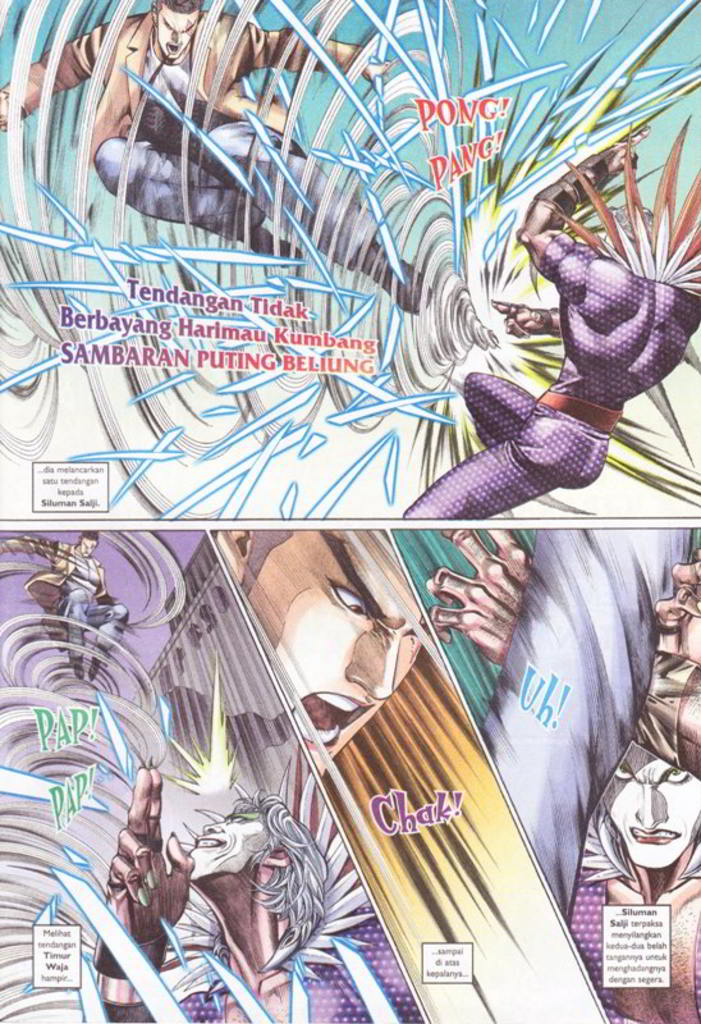 PONG!
PANG!
Tendangan Tidak
Berbayang Harimau Kumbang
SAMBARAN PUTING BELIUNG
...dia melancarkan
satu tendangan
kepada
Siluman Salji.
PAP!
PAP!
Melihat
tendangan
Timur
Waja
hampir...
Chak!
...sampai
di atas
kepalanya...
Uh!
...Siluman
Salji terpaksa
menyilangkan
kedua-dua belah
tangannya untuk
menghadangnya
dengan segera.